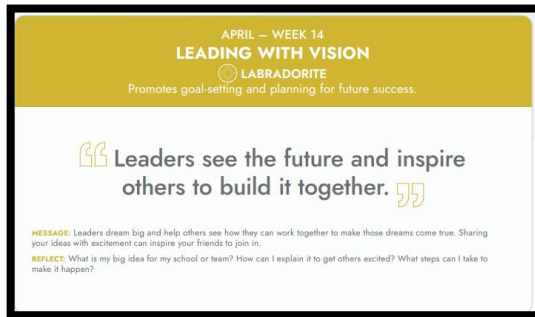 APRIL – WEEK 14
LEADING WITH VISION
LABRADORITE
Promotes goal-setting and planning for future success.
“ Leaders see the future and inspire
others to build it together. ”
MESSAGE: Leaders dream big and help others see how they can work together to make those dreams come true. Sharing
your ideas with excitement can inspire your friends to join in.
REFLECT: What is my big idea for my school or team? How can I explain it to get others excited? What steps can I take to
make it happen?